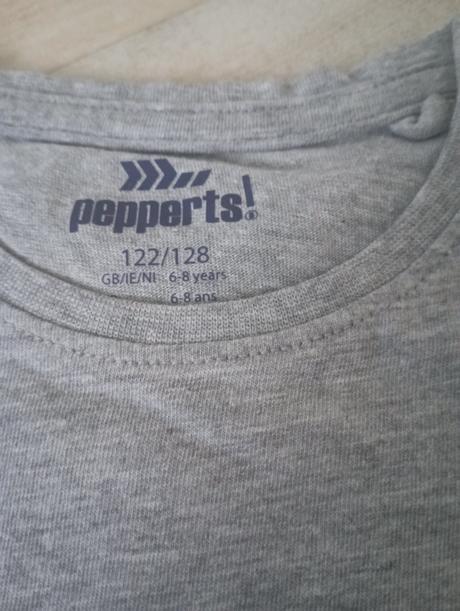 pepperts!®
122/128
GB/IE/NI 6-8 years
6-8 ans